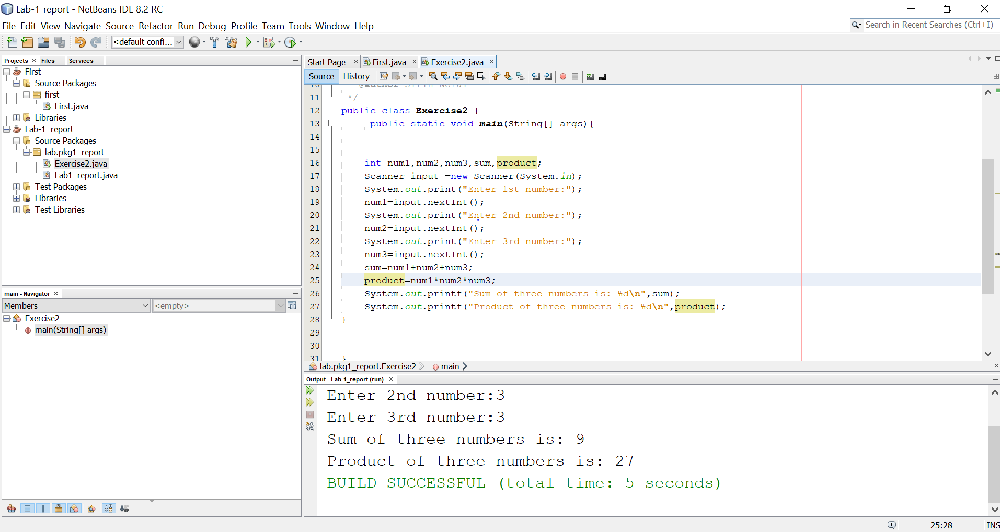 Lab-1_report - NetBeans IDE 8.2 RC
File Edit View Navigate Source Refactor Run Debug Profile Team Tools Window Help
Search in Recent Searches (Ctrl+I)
<default confi...
Projects Files Services
First
Source Packages
first
First.java
Libraries
Lab-1_report
Source Packages
lab.pkg1_report
Exercise2.java
Lab1_report.java
Test Packages
Libraries
Test Libraries
main - Navigator
Members <empty>
Exercise2
main(String[] args)
Start Page First.java Exercise2.java
Source History
10 @author
11 */
12 public class Exercise2 {
13 public static void main(String[] args){
14
15
16 int num1,num2,num3,sum,product;
17 Scanner input =new Scanner(System.in);
18 System.out.print("Enter 1st number:");
19 num1=input.nextInt();
20 System.out.print("Enter 2nd number:");
21 num2=input.nextInt();
22 System.out.print("Enter 3rd number:");
23 num3=input.nextInt();
24 sum=num1+num2+num3;
25 product=num1*num2*num3;
26 System.out.printf("Sum of three numbers is: %d\n",sum);
27 System.out.printf("Product of three numbers is: %d\n",product);
28 }
29
30
31 }
lab.pkg1_report.Exercise2 main
Output - Lab-1_report (run)
Enter 2nd number:3
Enter 3rd number:3
Sum of three numbers is: 9
Product of three numbers is: 27
BUILD SUCCESSFUL (total time: 5 seconds)
25:28 INS